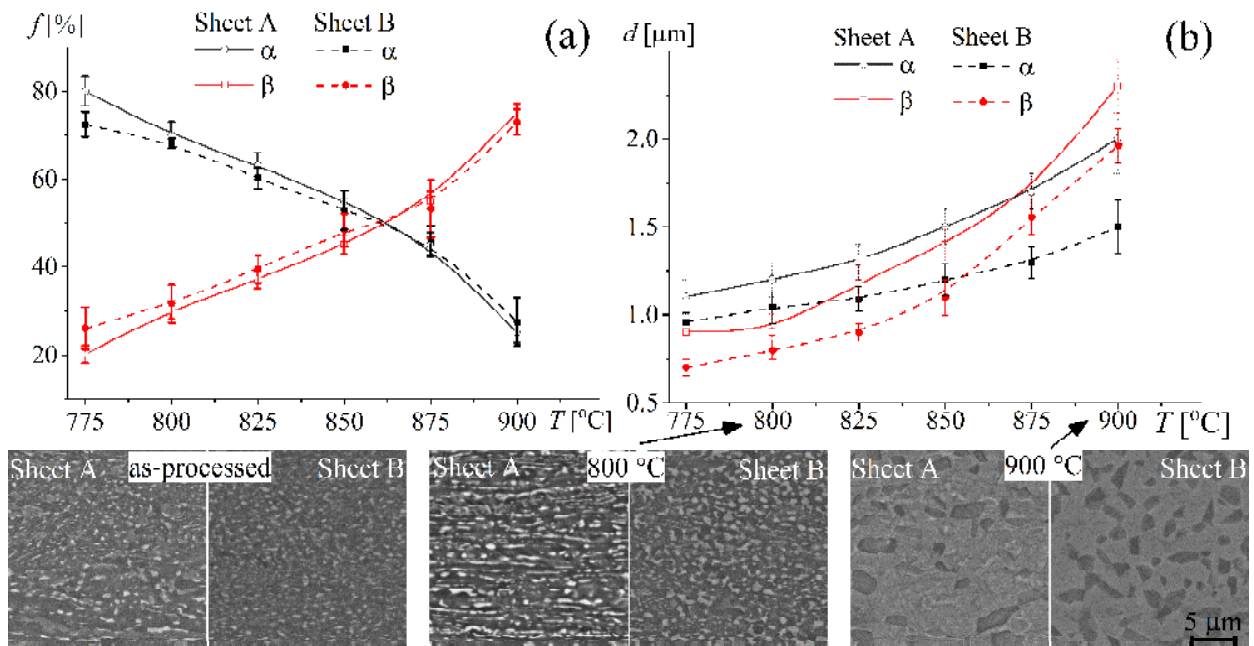 f [%]
Sheet A Sheet B
α α
β β
(a)
80
60
40
20
775 800 825 850 875 900 T [°C]
d [µm]
Sheet A Sheet B
α α
β β
(b)
2.0
1.5
1.0
0.5
775 800 825 850 875 900 T [°C]
Sheet A as-processed Sheet B
Sheet A 800 °C Sheet B
Sheet A 900 °C Sheet B
5 µm